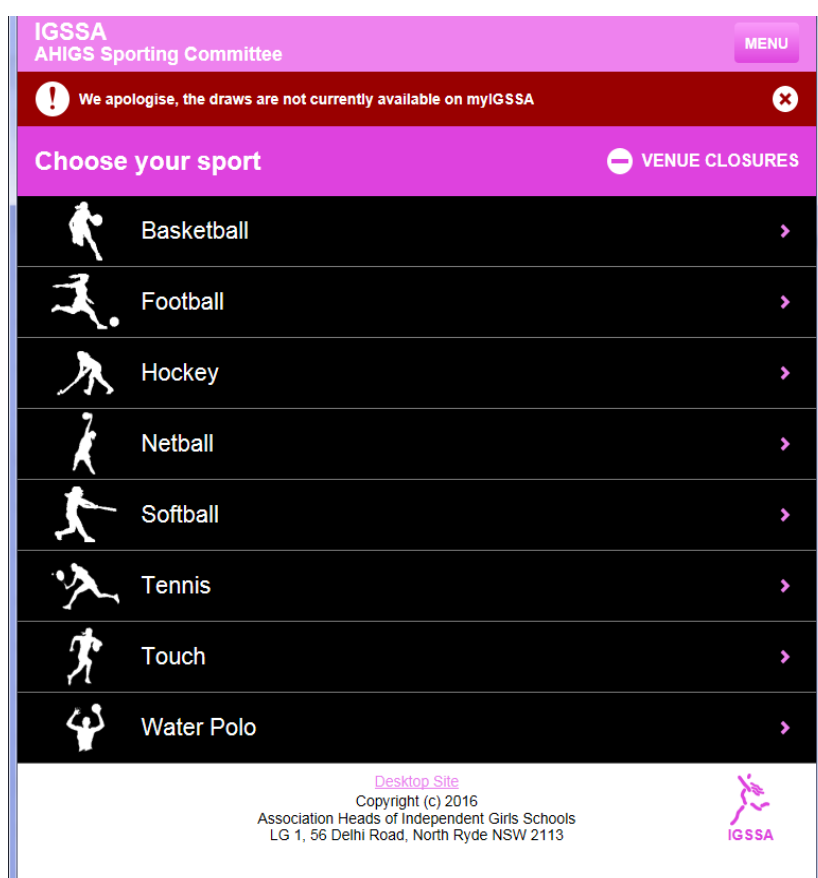 IGSSA
AHIGS Sporting Committee
MENU
We apologise, the draws are not currently available on myIGSSA
Choose your sport
VENUE CLOSURES
Basketball
Football
Hockey
Netball
Softball
Tennis
Touch
Water Polo
Desktop Site
Copyright (c) 2016
Association Heads of Independent Girls Schools
LG 1, 56 Delhi Road, North Ryde NSW 2113
IGSSA